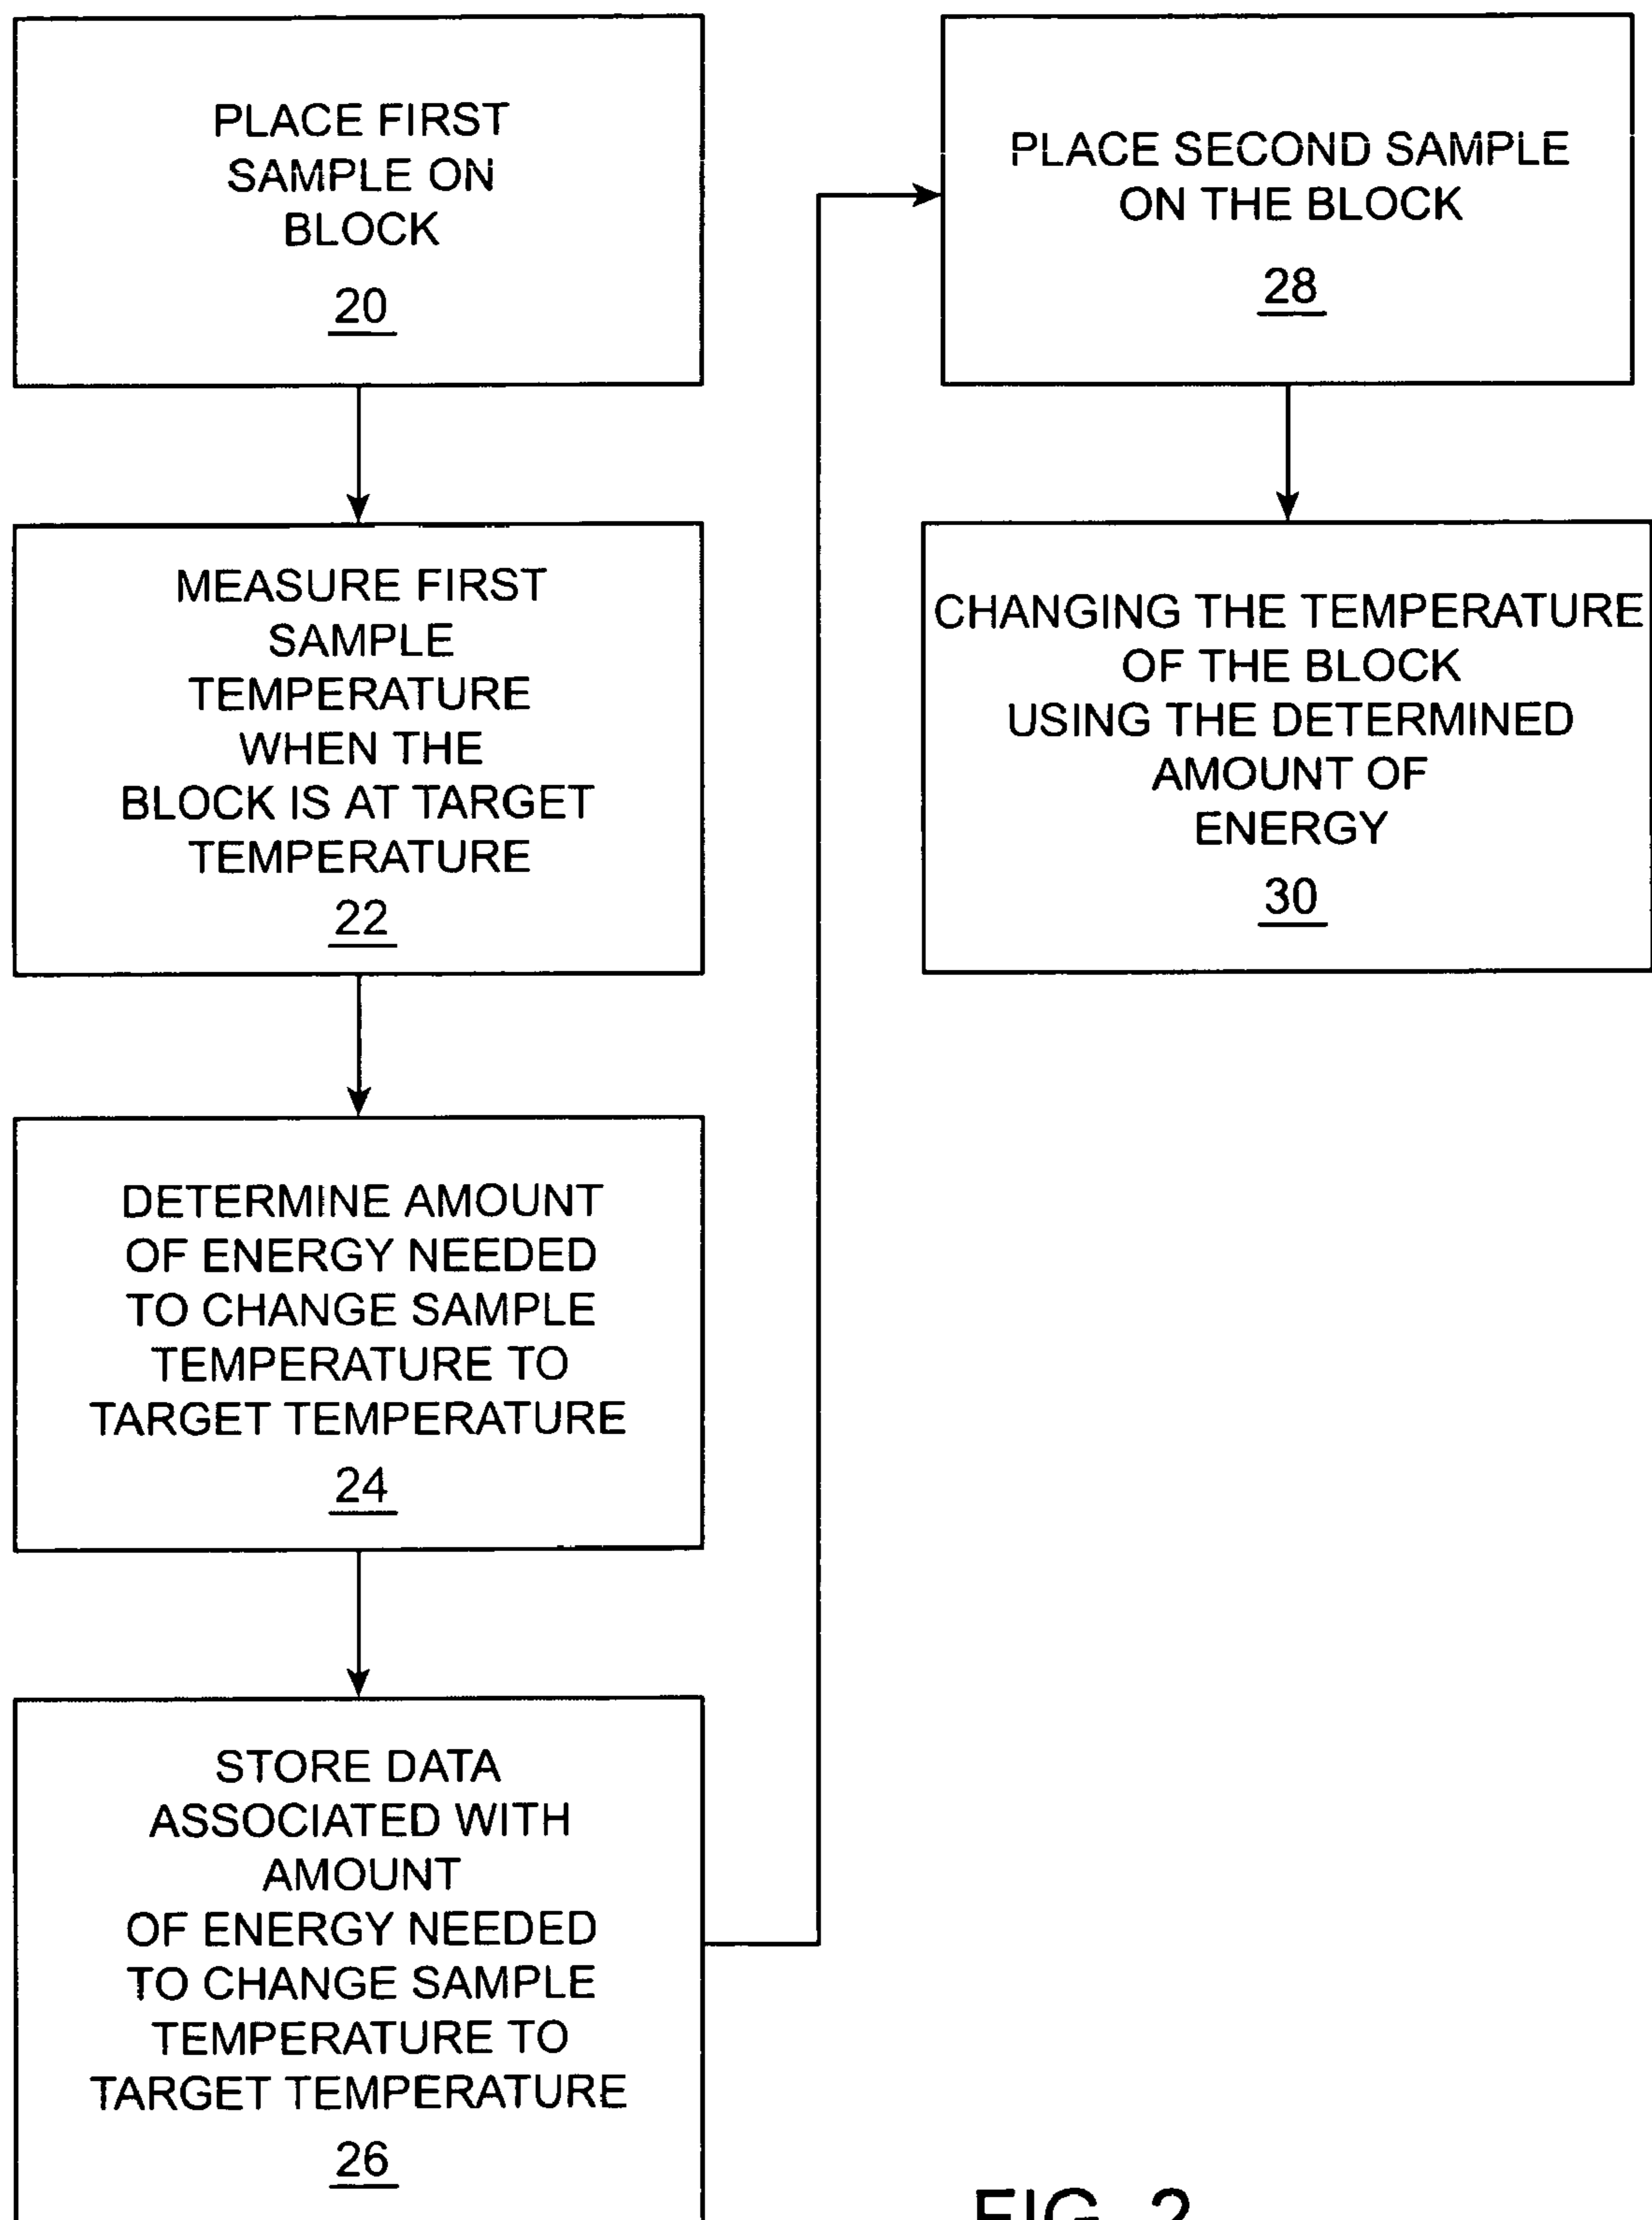 PLACE FIRST
SAMPLE ON
BLOCK
20
MEASURE FIRST
SAMPLE
TEMPERATURE
WHEN THE
BLOCK IS AT TARGET
TEMPERATURE
22
DETERMINE AMOUNT
OF ENERGY NEEDED
TO CHANGE SAMPLE
TEMPERATURE TO
TARGET TEMPERATURE
24
STORE DATA
ASSOCIATED WITH
AMOUNT
OF ENERGY NEEDED
TO CHANGE SAMPLE
TEMPERATURE TO
TARGET TEMPERATURE
26
PLACE SECOND SAMPLE
ON THE BLOCK
28
CHANGING THE TEMPERATURE
OF THE BLOCK
USING THE DETERMINED
AMOUNT OF
ENERGY
30
FIG. 2